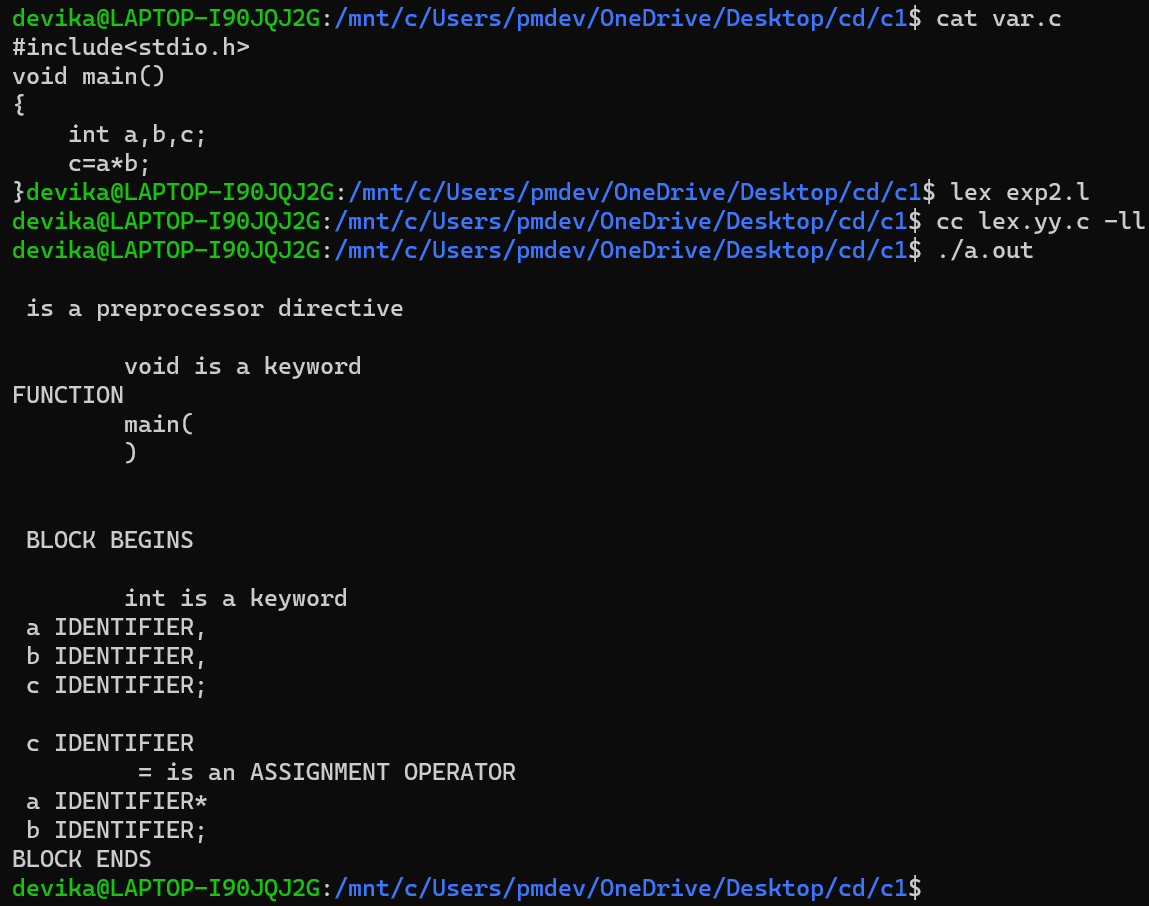 devika@LAPTOP-I90JQJ2G:/mnt/c/Users/pmdev/OneDrive/Desktop/cd/c1$ cat var.c
#include<stdio.h>
void main()
{
    int a,b,c;
    c=a*b;
}devika@LAPTOP-I90JQJ2G:/mnt/c/Users/pmdev/OneDrive/Desktop/cd/c1$ lex exp2.l
devika@LAPTOP-I90JQJ2G:/mnt/c/Users/pmdev/OneDrive/Desktop/cd/c1$ cc lex.yy.c -ll
devika@LAPTOP-I90JQJ2G:/mnt/c/Users/pmdev/OneDrive/Desktop/cd/c1$ ./a.out

 is a preprocessor directive

        void is a keyword
FUNCTION
        main(
        )


 BLOCK BEGINS

        int is a keyword
 a IDENTIFIER,
 b IDENTIFIER,
 c IDENTIFIER;

 c IDENTIFIER
         = is an ASSIGNMENT OPERATOR
 a IDENTIFIER*
 b IDENTIFIER;
BLOCK ENDS
devika@LAPTOP-I90JQJ2G:/mnt/c/Users/pmdev/OneDrive/Desktop/cd/c1$